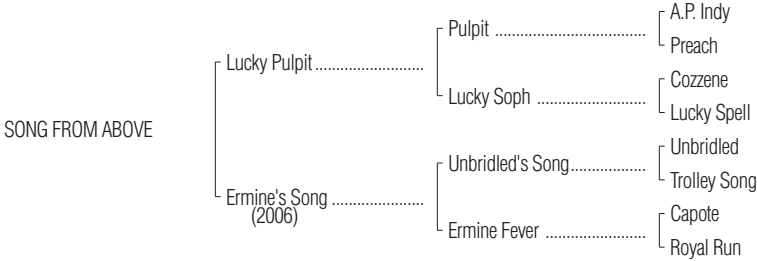 A.P. Indy
Pulpit ....................................
Preach
Lucky Pulpit..........................
Cozzene
Lucky Soph ..........................
Lucky Spell
SONG FROM ABOVE
Unbridled
Unbridled's Song..................
Trolley Song
Ermine's Song ......................
(2006)
Capote
Ermine Fever ........................
Royal Run